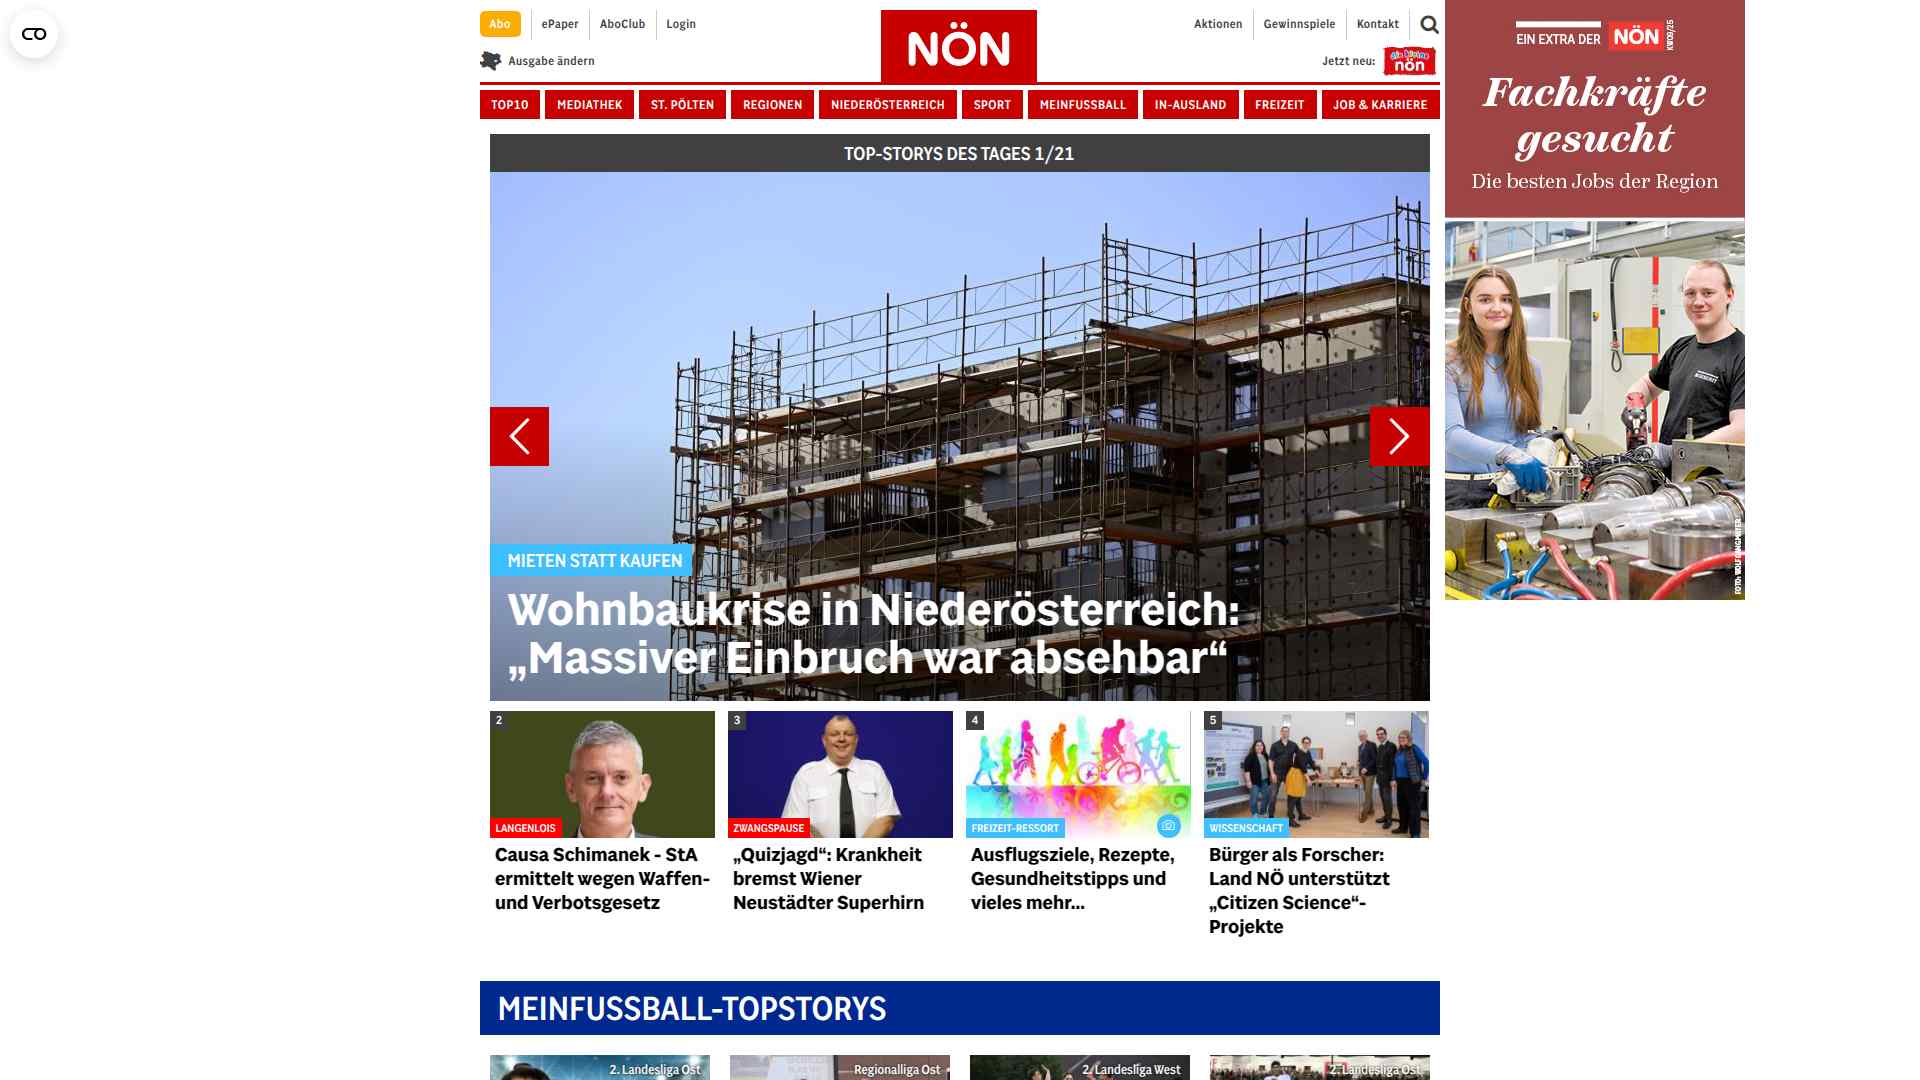 Abo
ePaper
AboClub
Login
NÖN
Aktionen
Gewinnspiele
Kontakt
Ausgabe ändern
Jetzt neu:
die kleine
nön
TOP10
MEDIATHEK
ST. PÖLTEN
REGIONEN
NIEDERÖSTERREICH
SPORT
MEINFUSSBALL
IN-AUSLAND
FREIZEIT
JOB & KARRIERE
EIN EXTRA DER NÖN
KW09/25
Fachkräfte
gesucht
Die besten Jobs der Region
TOP-STORYS DES TAGES 1/21
MIETEN STATT KAUFEN
Wohnbaukrise in Niederösterreich:
„Massiver Einbruch war absehbar“
2
LANGENLOIS
Causa Schimanek - StA
ermittelt wegen Waffen-
und Verbotsgesetz
3
ZWANGSPAUSE
„Quizjagd“: Krankheit
bremst Wiener
Neustädter Superhirn
4
FREIZEIT-RESSORT
Ausflugsziele, Rezepte,
Gesundheitstipps und
vieles mehr...
5
WISSENSCHAFT
Bürger als Forscher:
Land NÖ unterstützt
„Citizen Science“-
Projekte
MEINFUSSBALL-TOPSTORYS
2. Landesliga Ost
Regionalliga Ost
2. Landesliga West
2. Landesliga Ost